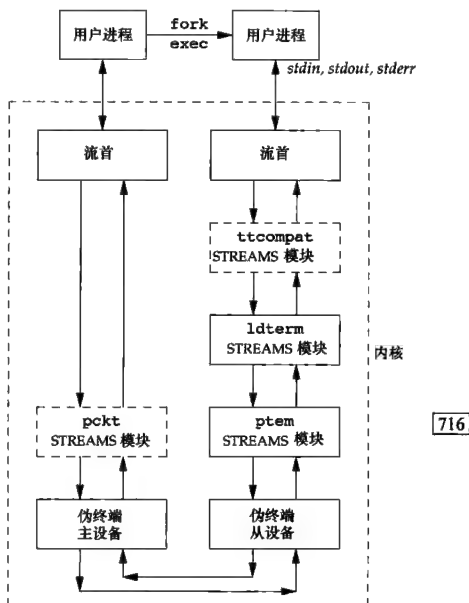 用户进程
fork
exec
用户进程
stdin, stdout, stderr
流首
流首
ttcompat
STREAMS 模块
ldterm
STREAMS 模块
内核
pckt
STREAMS 模块
ptem
STREAMS 模块
716
伪终端
主设备
伪终端
从设备